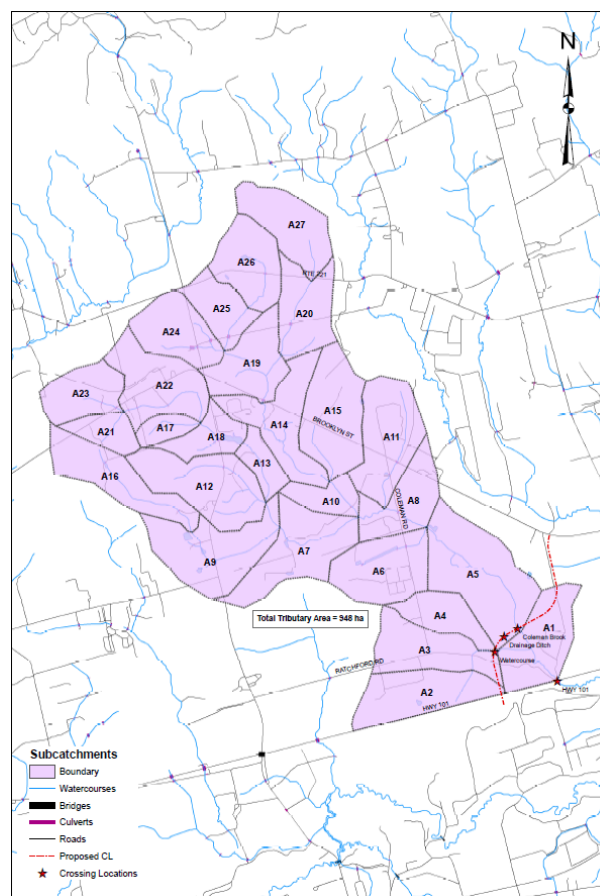 N
A27
A26
RTE 221
A25
A20
A24
A19
A23
A22
A15
A14
BROOKLYN ST
A11
A17
A18
A21
A13
A16
A12
A10
COLEMAN RD
A8
A7
A9
A6
A5
Total Tributary Area = 948 ha
A4
A1
Coleman Brook
Drainage Ditch
A3
Watercourse
RATCHFORD RD
A2
HWY 101
HWY 101
Subcatchments
Boundary
Watercourses
Bridges
Culverts
Roads
Proposed CL
Crossing Locations